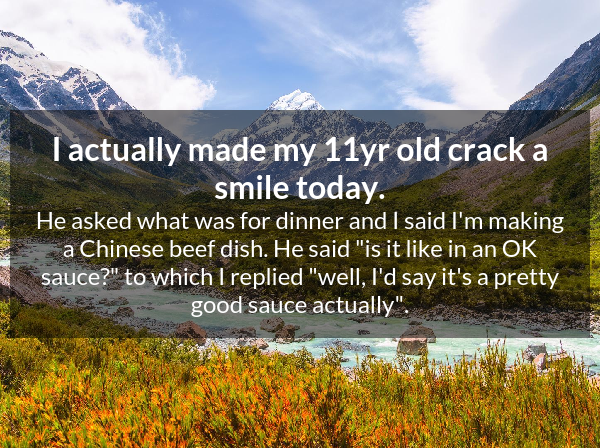 I actually made my 11yr old crack a
smile today.
He asked what was for dinner and I said I'm making
a Chinese beef dish. He said "is it like in an OK
sauce?" to which I replied "well, I'd say it's a pretty
good sauce actually".